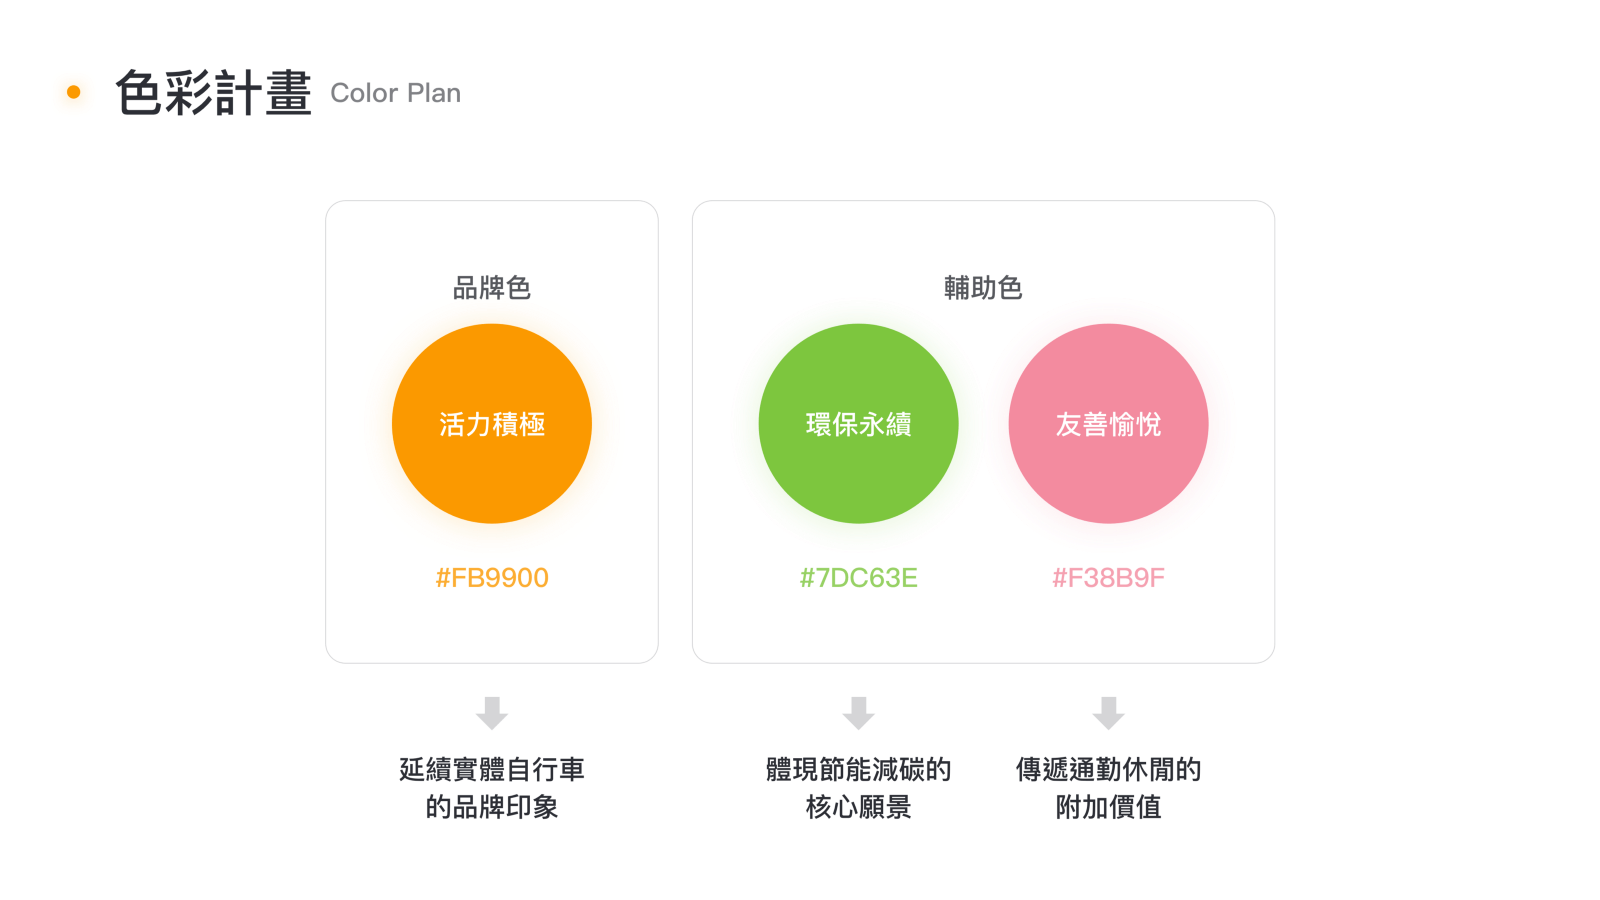 色彩計畫 Color Plan
品牌色
活力積極
#FB9900
延續實體自行車
的品牌印象
輔助色
環保永續
#7DC63E
體現節能減碳的
核心願景
友善愉悅
#F38B9F
傳遞通勤休閒的
附加價值